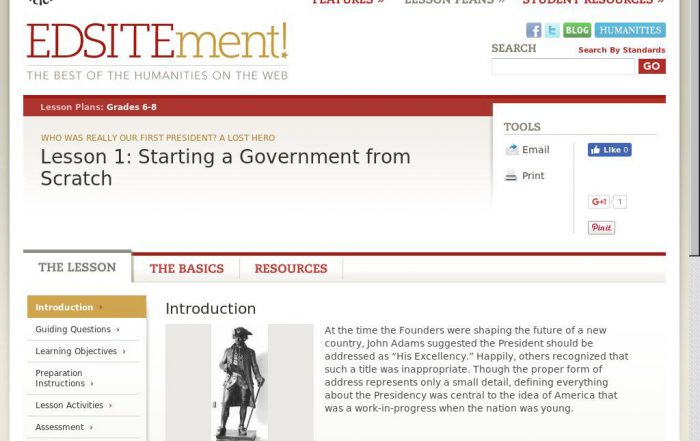 FEATURES » LESSON PLANS » STUDENT RESOURCES »
EDSITEment!
THE BEST OF THE HUMANITIES ON THE WEB
BLOG HUMANITIES
SEARCH Search By Standards
GO
Lesson Plans: Grades 6-8
WHO WAS REALLY OUR FIRST PRESIDENT? A LOST HERO
Lesson 1: Starting a Government from
Scratch
TOOLS
Email
Like 0
Print
G+1 1
Pin it
THE LESSON THE BASICS RESOURCES
Introduction ›
Guiding Questions ›
Learning Objectives ›
Preparation
Instructions ›
Lesson Activities ›
Assessment ›
Introduction
At the time the Founders were shaping the future of a new
country, John Adams suggested the President should be
addressed as “His Excellency.” Happily, others recognized that
such a title was inappropriate. Though the proper form of
address represents only a small detail, defining everything
about the Presidency was central to the idea of America that
was a work-in-progress when the nation was young.